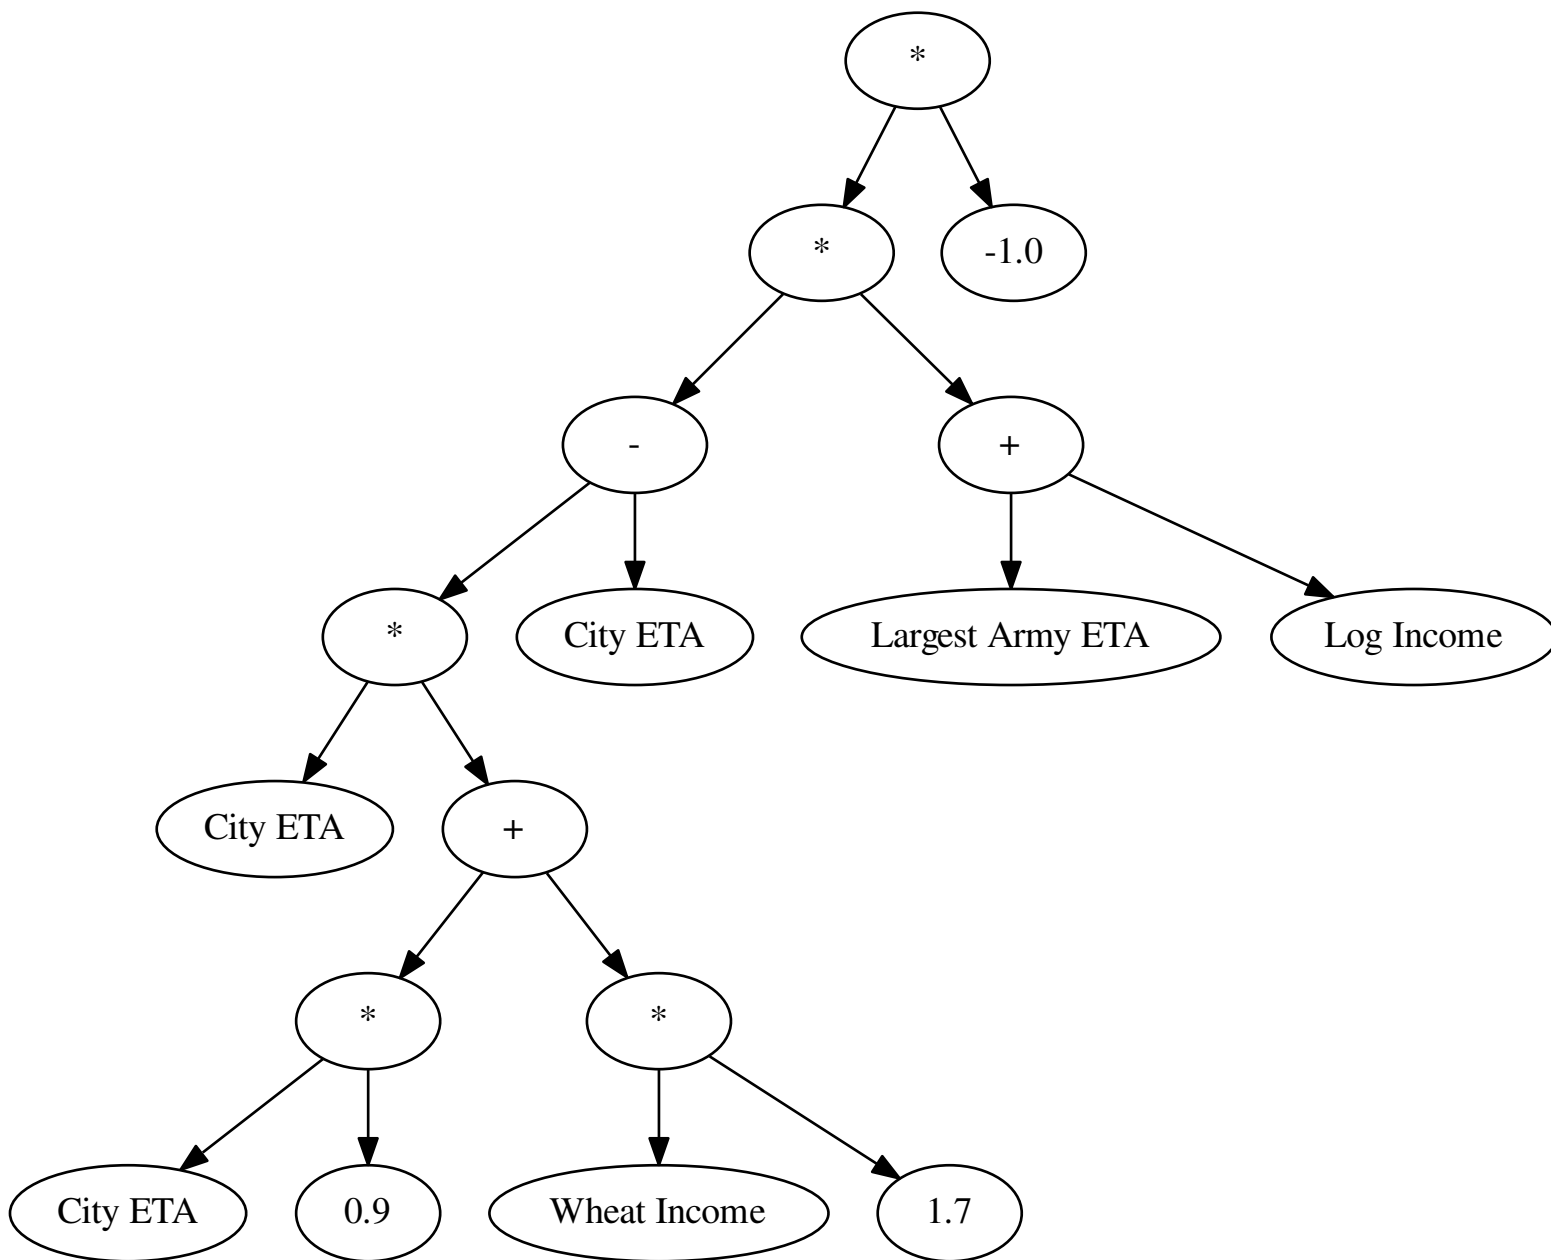 *
*
-1.0
-
+
*
City ETA
Largest Army ETA
Log Income
City ETA
+
*
*
City ETA
0.9
Wheat Income
1.7